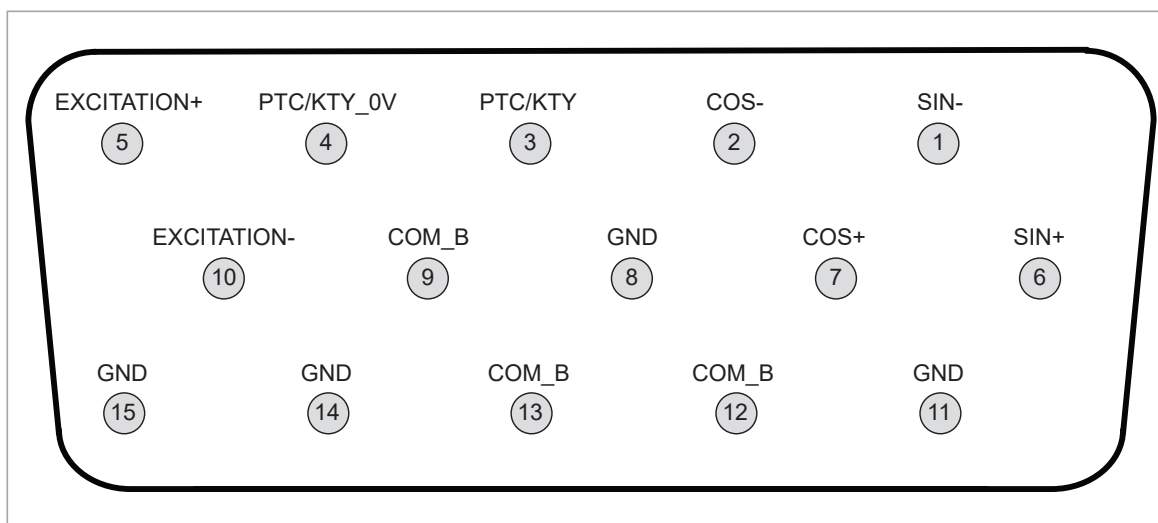 EXCITATION+ PTC/KTY_0V PTC/KTY COS- SIN-
5 4 3 2 1
EXCITATION- COM_B GND COS+ SIN+
10 9 8 7 6
GND GND COM_B COM_B GND
15 14 13 12 11